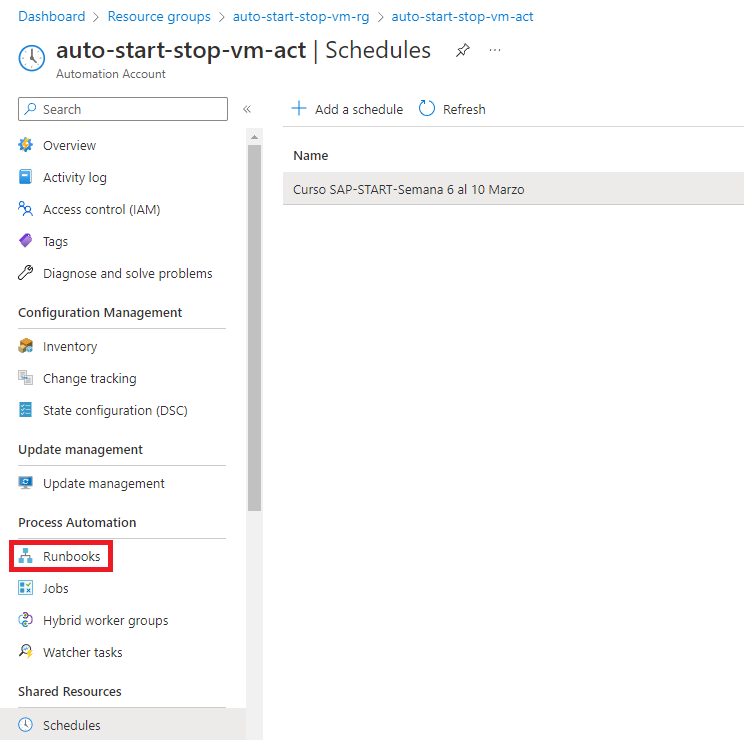 Dashboard > Resource groups > auto-start-stop-vm-rg > auto-start-stop-vm-act
auto-start-stop-vm-act | Schedules
Automation Account
Search
Add a schedule
Refresh
Overview
Activity log
Access control (IAM)
Tags
Diagnose and solve problems
Configuration Management
Inventory
Change tracking
State configuration (DSC)
Update management
Update management
Process Automation
Runbooks
Jobs
Hybrid worker groups
Watcher tasks
Shared Resources
Schedules
Name
Curso SAP-START-Semana 6 al 10 Marzo